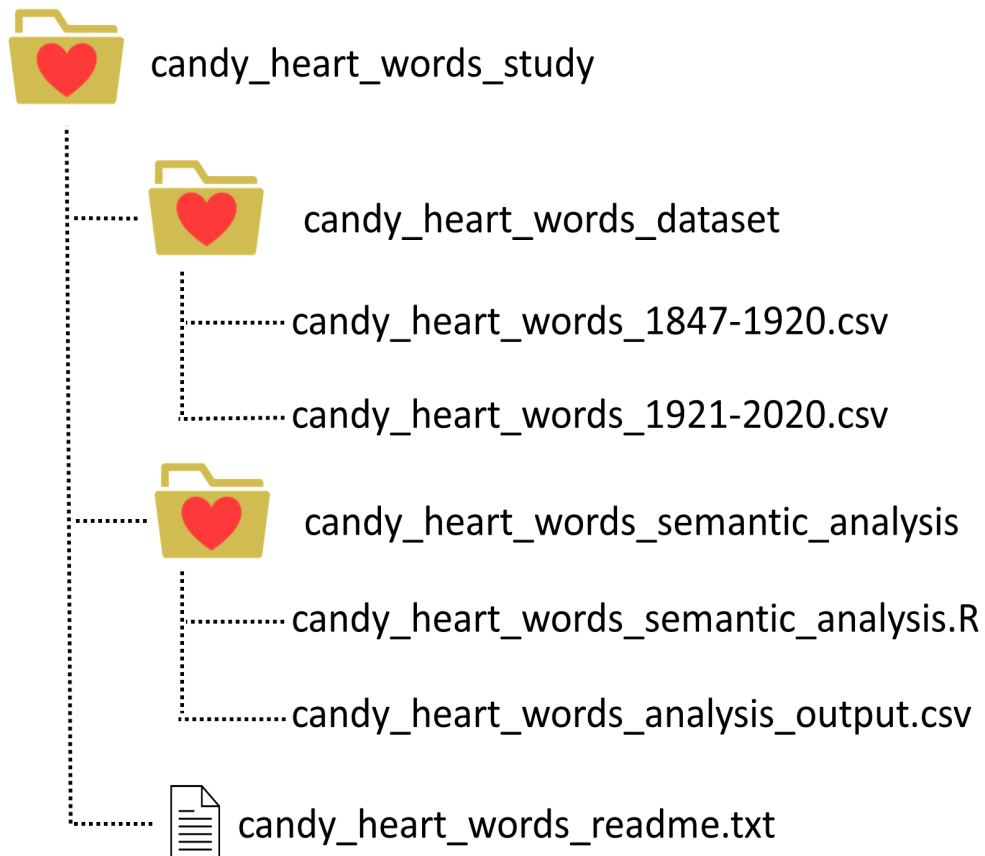 candy_heart_words_study
candy_heart_words_dataset
candy_heart_words_1847-1920.csv
candy_heart_words_1921-2020.csv
candy_heart_words_semantic_analysis
candy_heart_words_semantic_analysis.R
candy_heart_words_analysis_output.csv
candy_heart_words_readme.txt